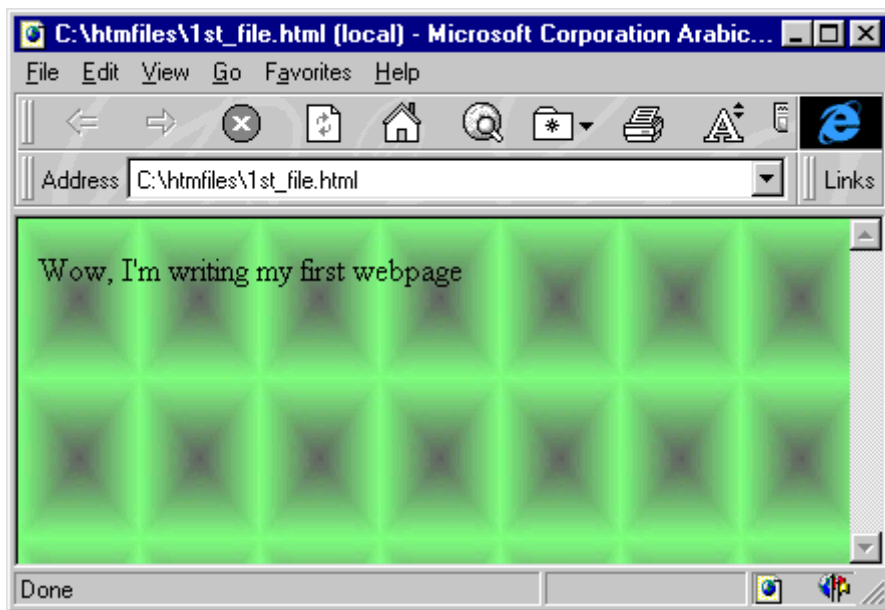 C:\htmfiles\1st_file.html (local) - Microsoft Corporation Arabic...
File Edit View Go Favorites Help
Address C:\htmfiles\1st_file.html Links
Wow, I'm writing my first webpage
Done